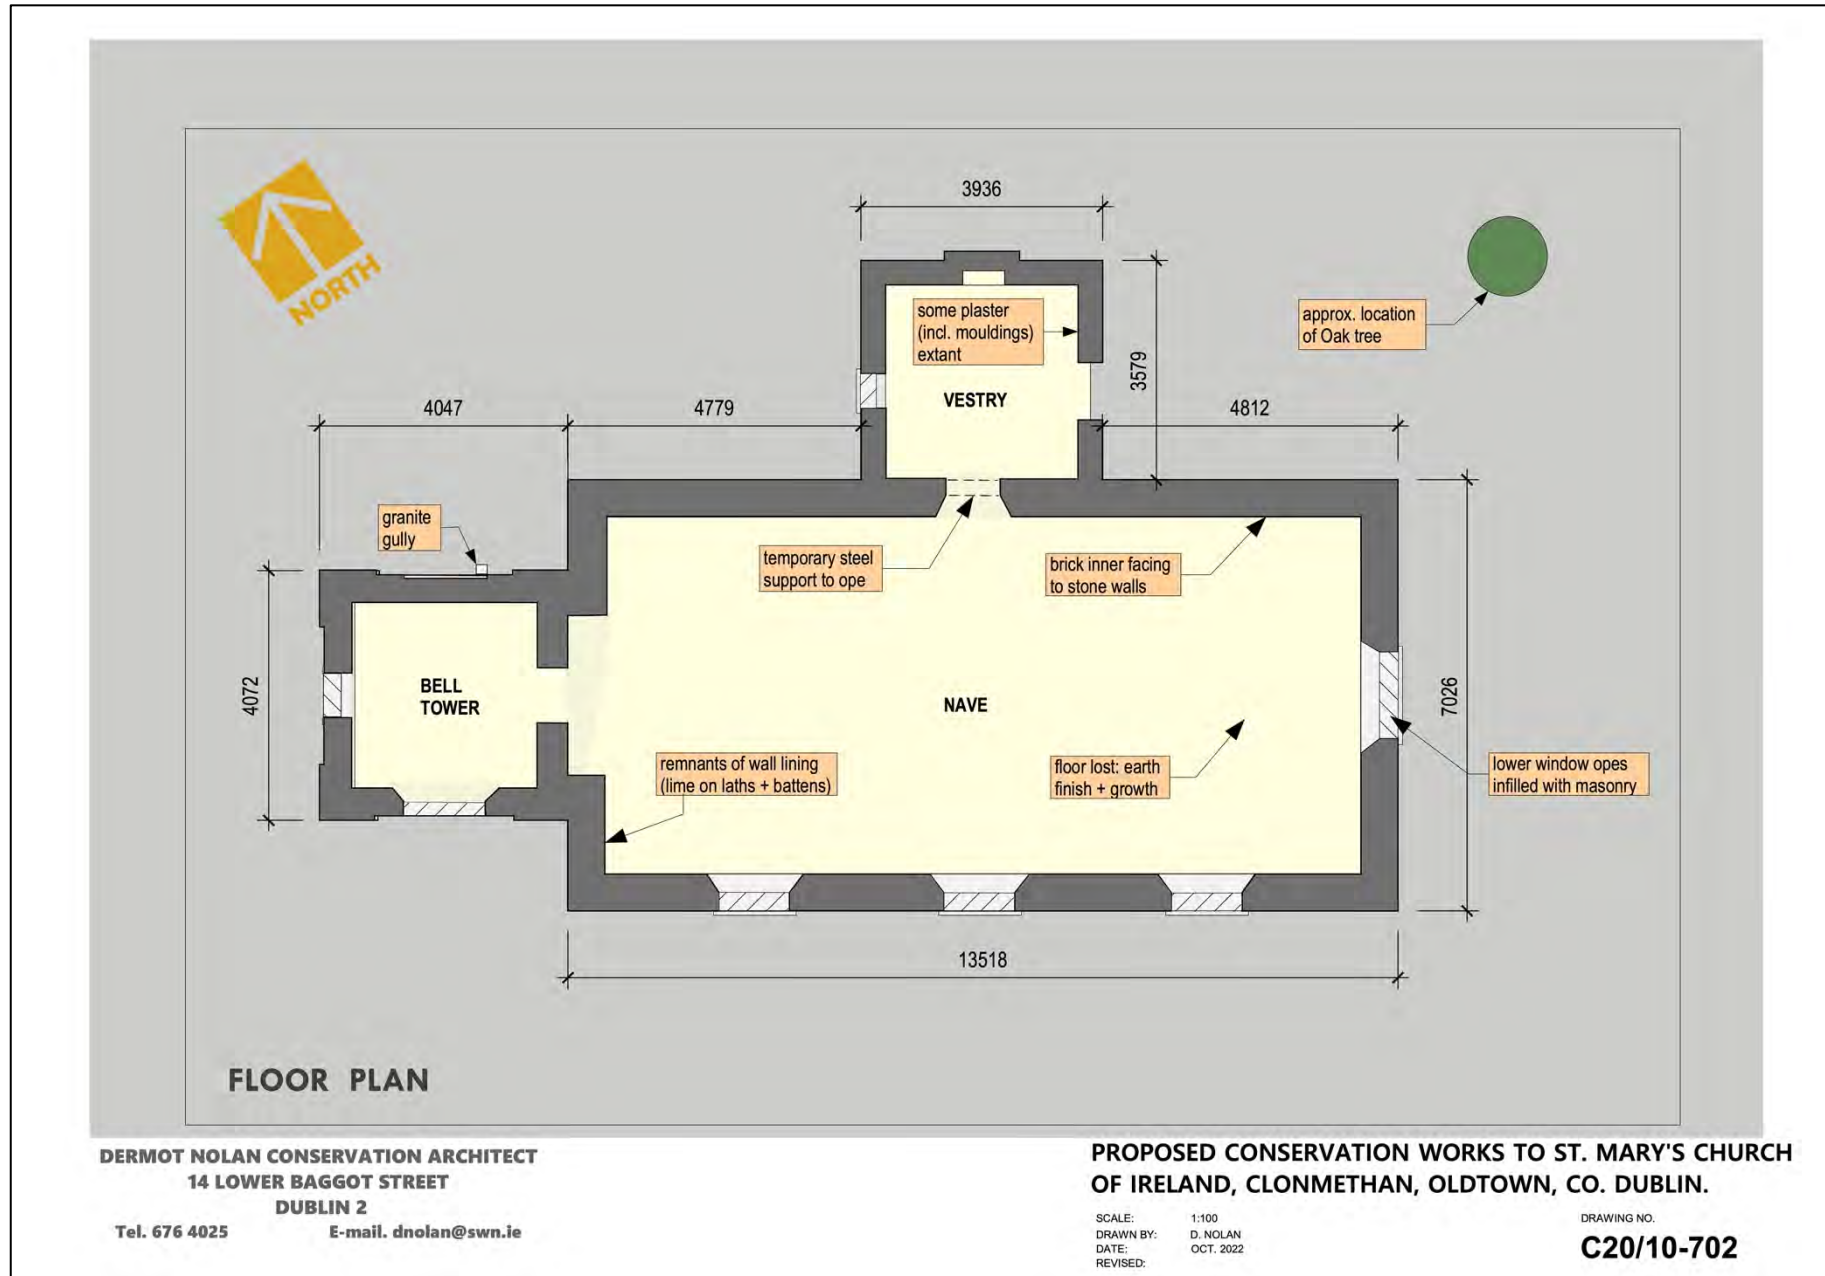 NORTH
3936
some plaster
(incl. mouldings)
extant
approx. location
of Oak tree
3579
VESTRY
4047
4779
4812
granite
gully
temporary steel
support to ope
brick inner facing
to stone walls
4072
BELL
TOWER
NAVE
7026
remnants of wall lining
(lime on laths + battens)
floor lost: earth
finish + growth
lower window opes
infilled with masonry
13518
FLOOR PLAN
DERMOT NOLAN CONSERVATION ARCHITECT
14 LOWER BAGGOT STREET
DUBLIN 2
Tel. 676 4025 E-mail. dnolan@swn.ie
PROPOSED CONSERVATION WORKS TO ST. MARY'S CHURCH
OF IRELAND, CLONMETHAN, OLDTOWN, CO. DUBLIN.
SCALE: 1:100
DRAWN BY: D. NOLAN
DATE: OCT. 2022
REVISED:
DRAWING NO.
C20/10-702